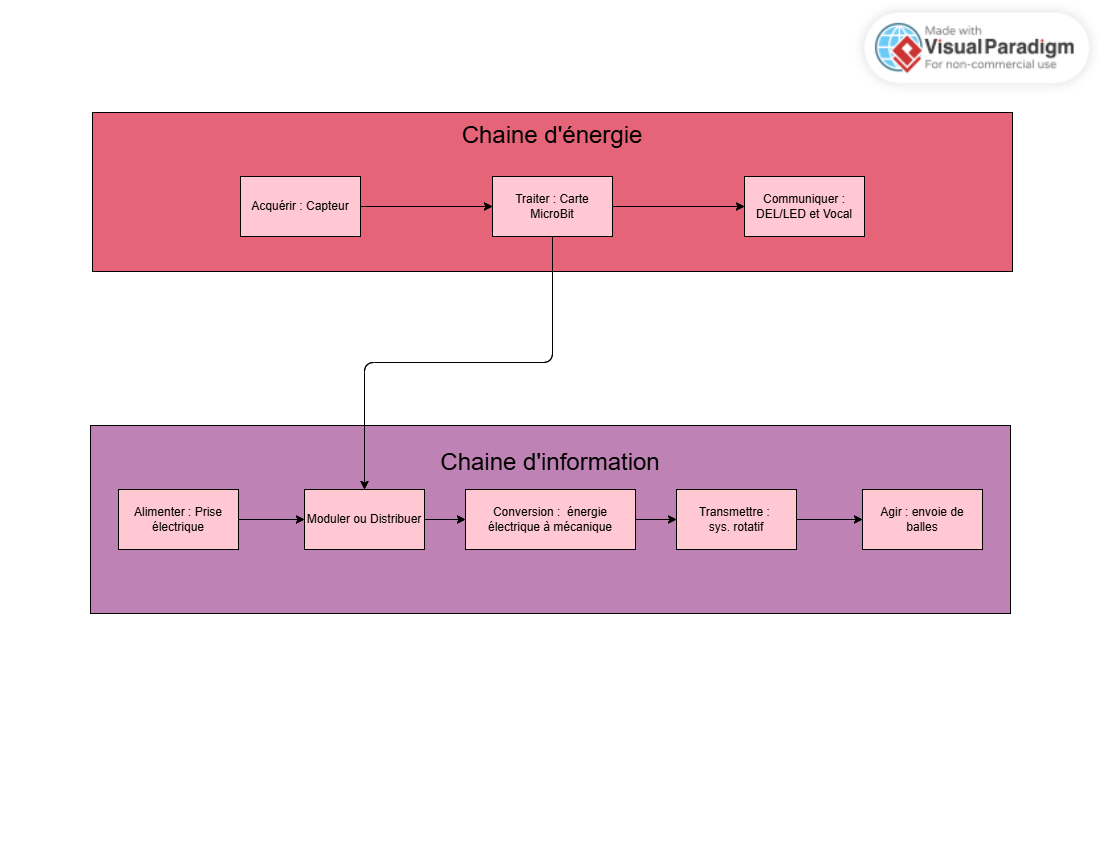 Made with
Visual Paradigm
For non-commercial use
Chaine d'énergie
Acquérir : Capteur
Traiter : Carte
MicroBit
Communiquer :
DEL/LED et Vocal
Chaine d'information
Alimenter : Prise
électrique
Moduler ou Distribuer
Conversion :  énergie
électrique à mécanique
Transmettre :
sys. rotatif
Agir : envoie de
balles